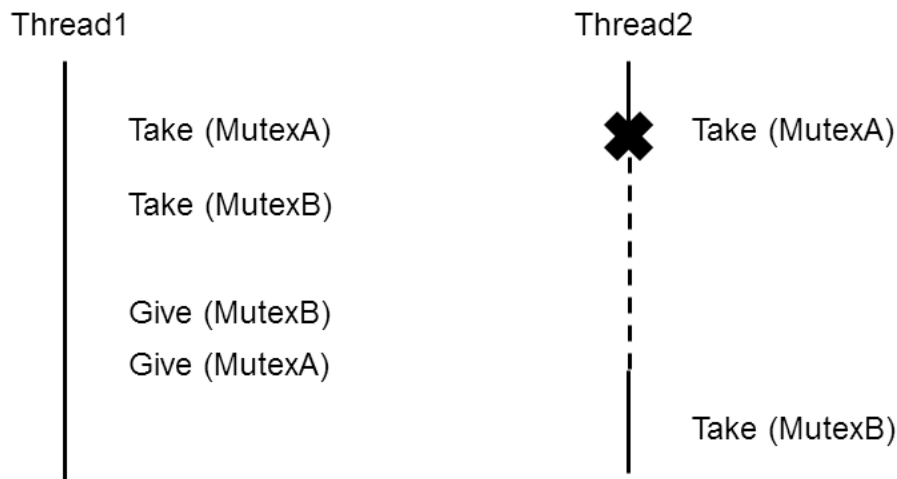 Thread1
Take (MutexA)
Take (MutexB)
Give (MutexB)
Give (MutexA)
Thread2
Take (MutexA)
Take (MutexB)